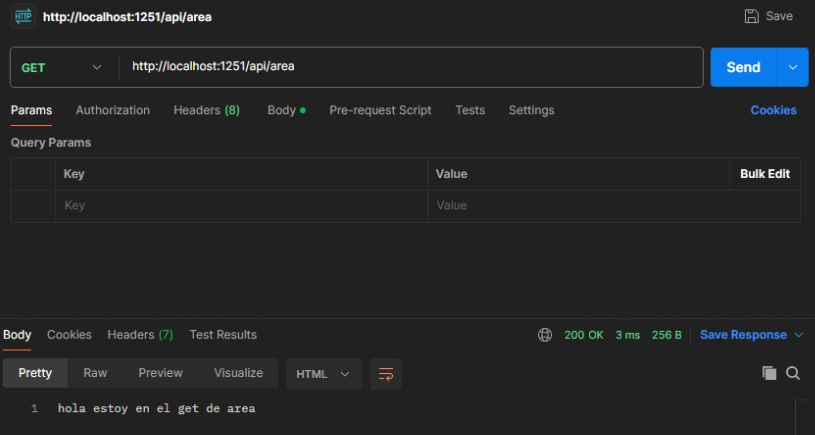 HTTP http://localhost:1251/api/area Save
GET http://localhost:1251/api/area Send
Params Authorization Headers (8) Body Pre-request Script Tests Settings Cookies
Query Params
Key Value Bulk Edit
Key Value
Body Cookies Headers (7) Test Results 200 OK 3 ms 256 B Save Response
Pretty Raw Preview Visualize HTML
1 hola estoy en el get de area